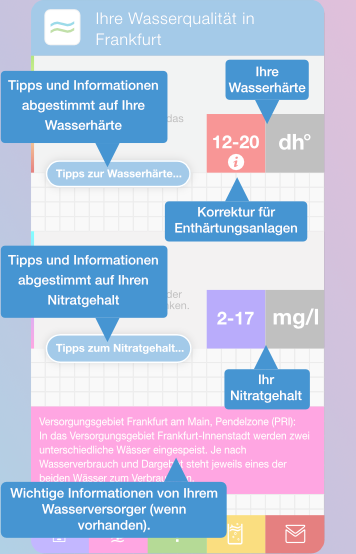 Ihre Wasserqualität in
Frankfurt
Tipps und Informationen
abgestimmt auf Ihre
Wasserhärte
das
Ihre
Wasserhärte
12-20
dh°
i
Tipps zur Wasserhärte...
Korrektur für
Enthärtungsanlagen
Tipps und Informationen
abgestimmt auf Ihren
Nitratgehalt
der
ken.
2-17
mg/l
Tipps zum Nitratgehalt...
Ihr
Nitratgehalt
Versorgungsgebiet Frankfurt am Main, Pendelzone (PRI):
In das Versorgungsgebiet Frankfurt-innenstadt werden zwei
unterschiedliche Wässer eingespeist. Je nach
Wasserverbrauch und steht jeweils eines der
beiden Wässer zum
Wichtige Informationen von Ihrem
Wasserversorger (wenn
vorhanden).